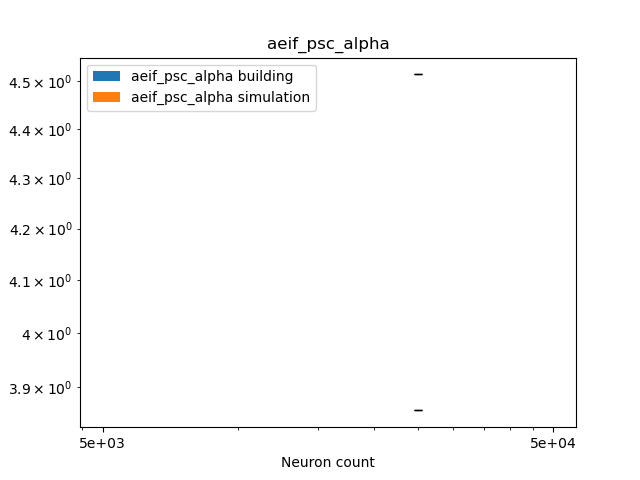 aeif_psc_alpha
aeif_psc_alpha building
aeif_psc_alpha simulation
4.5 × 10⁰
4.4 × 10⁰
4.3 × 10⁰
4.2 × 10⁰
4.1 × 10⁰
4 × 10⁰
3.9 × 10⁰
5e+03 5e+04
Neuron count